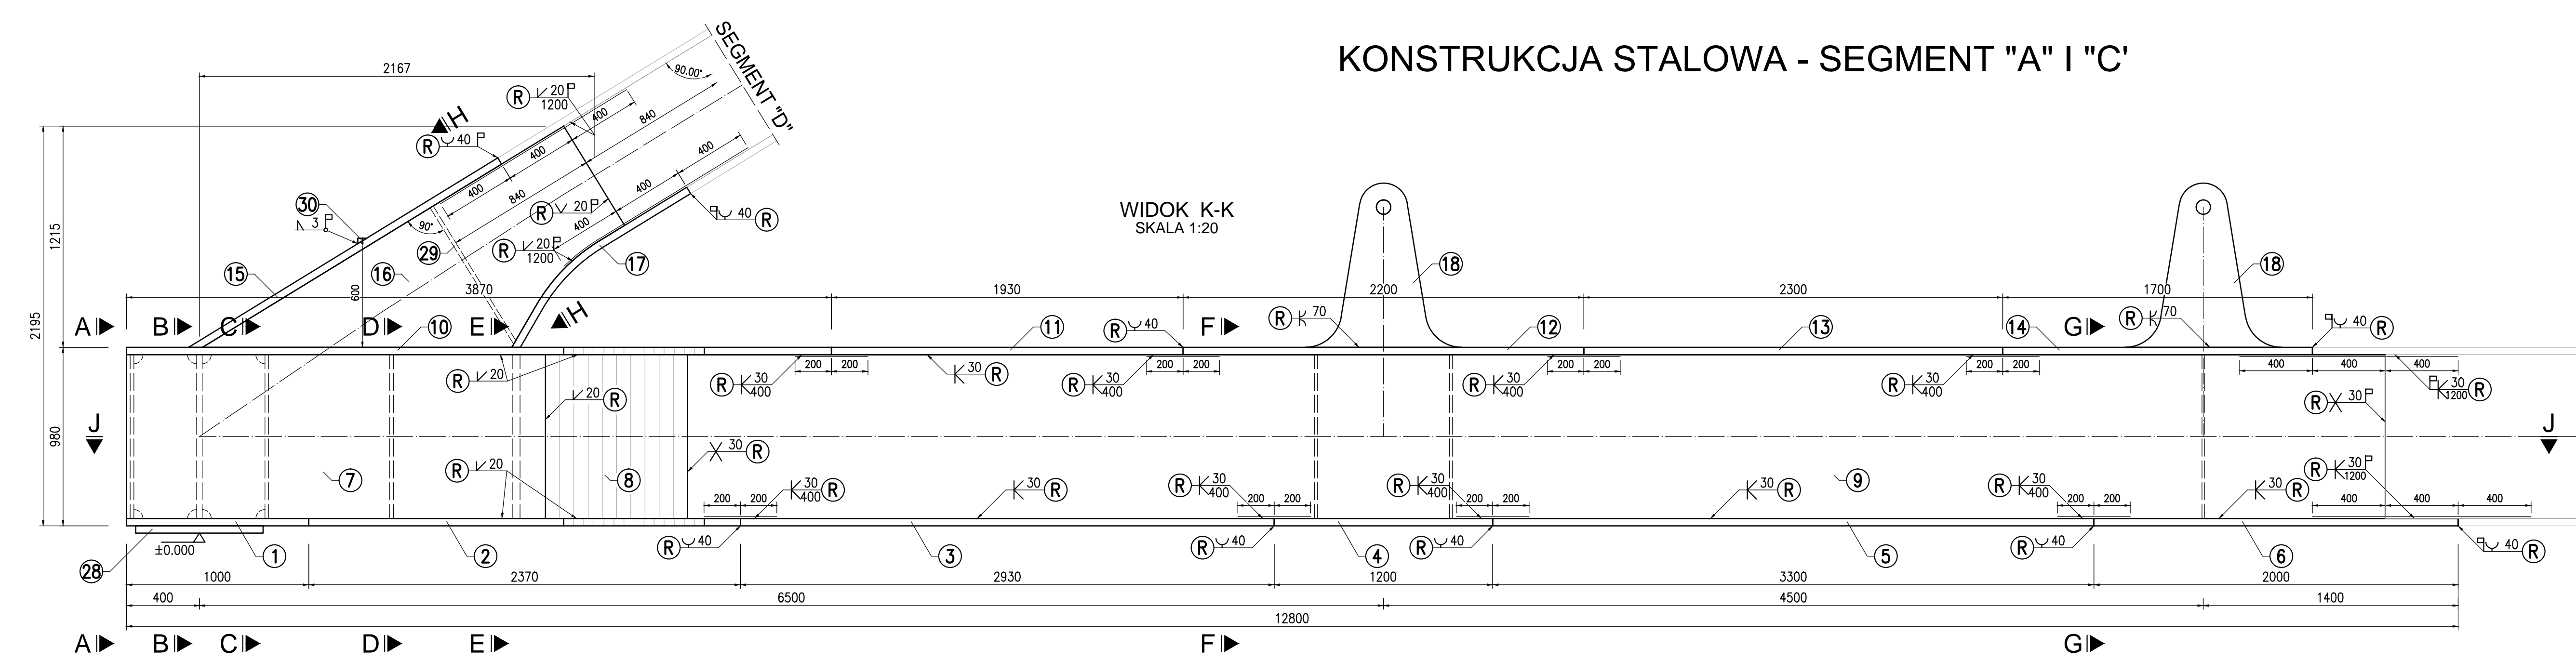 KONSTRUKCJA STALOWA - SEGMENT "A" I "C'
SEGMENT "D"
90.00°
2167
R 20
1200
400
840
H
R 40
400
400
840
400
400
R 20
400
40 R
30
3
90°
29
R 20
1200
17
WIDOK K-K
SKALA 1:20
2195
1215
980
15
16
600
18
18
3870
1930
2200
2300
1700
H
A B C D E F G
10
11
R 40
R 70
12
13
14
R 70
40 R
R 20
200 200
R 30
400
30 R
200 200
R 30
400
200 200
R 30
400
200 200
R 30
400
400 400 400
30 R
1200
20 R
R 30
J
J
30 R
7
R 20
8
9
200 200
30 R
400
30 R
R 30
400
200 200
R 30
400
200 200
30 R
R 30
400
200 200
30 R
R 30
1200
400 400 400
28
±0.000
1
2
R 40
3
R 40
4
R 40
5
R 40
6
40 R
1000
2370
2930
1200
3300
2000
400
6500
4500
1400
12800
A B C D E F G